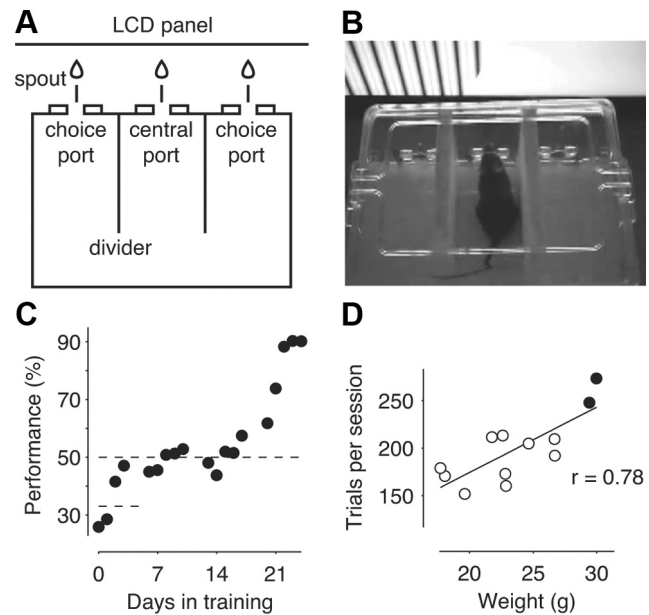 A
LCD panel
spout
choice port
central port
choice port
divider
B
C
Performance (%)
90
70
50
30
0 7 14 21
Days in training
D
Trials per session
250
200
150
r = 0.78
20 25 30
Weight (g)